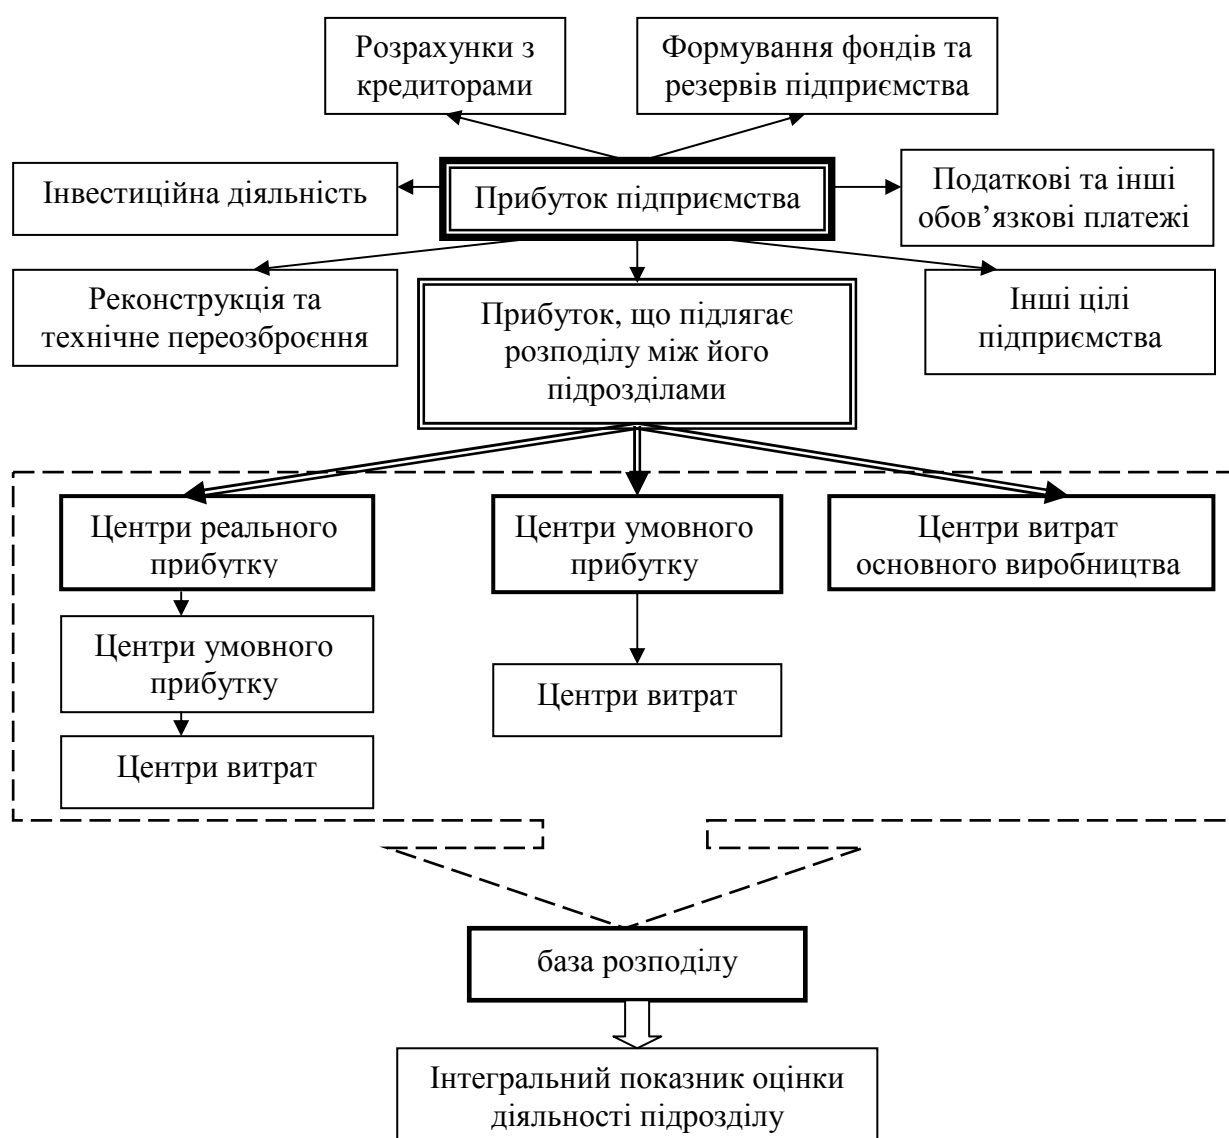 Розрахунки з
кредиторами
Формування фондів та
резервів підприємства
Інвестиційна діяльність
Прибуток підприємства
Податкові та інші
обов’язкові платежі
Реконструкція та
технічне переозброєння
Прибуток, що підлягає
розподілу між його
підрозділами
Інші цілі
підприємства
Центри реального
прибутку
Центри умовного
прибутку
Центри витрат
основного виробництва
Центри умовного
прибутку
Центри витрат
Центри витрат
база розподілу
Інтегральний показник оцінки
діяльності підрозділу